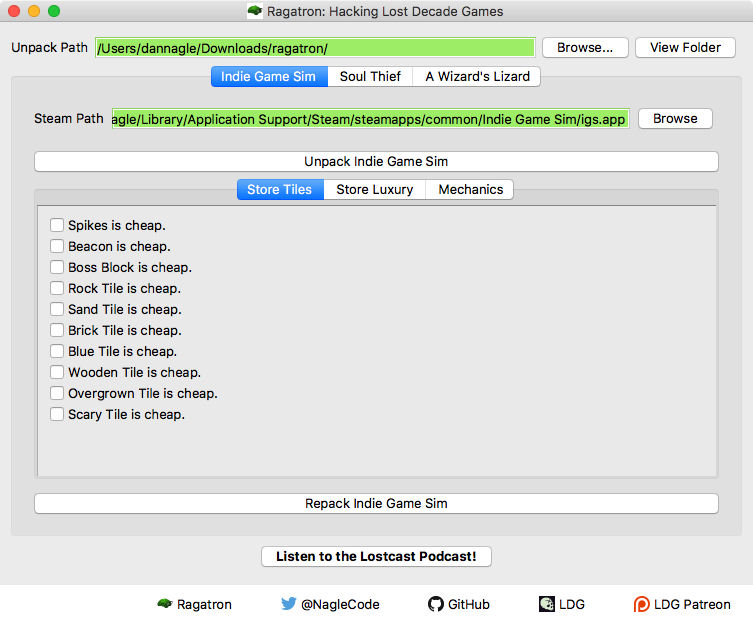 Ragatron: Hacking Lost Decade Games
Unpack Path /Users/dannagle/Downloads/ragatron/ Browse... View Folder
Indie Game Sim Soul Thief A Wizard's Lizard
Steam Path agle/Library/Application Support/Steam/steamapps/common/Indie Game Sim/igs.app Browse
Unpack Indie Game Sim
Store Tiles Store Luxury Mechanics
Spikes is cheap.
Beacon is cheap.
Boss Block is cheap.
Rock Tile is cheap.
Sand Tile is cheap.
Brick Tile is cheap.
Blue Tile is cheap.
Wooden Tile is cheap.
Overgrown Tile is cheap.
Scary Tile is cheap.
Repack Indie Game Sim
Listen to the Lostcast Podcast!
Ragatron @NagleCode GitHub LDG LDG Patreon